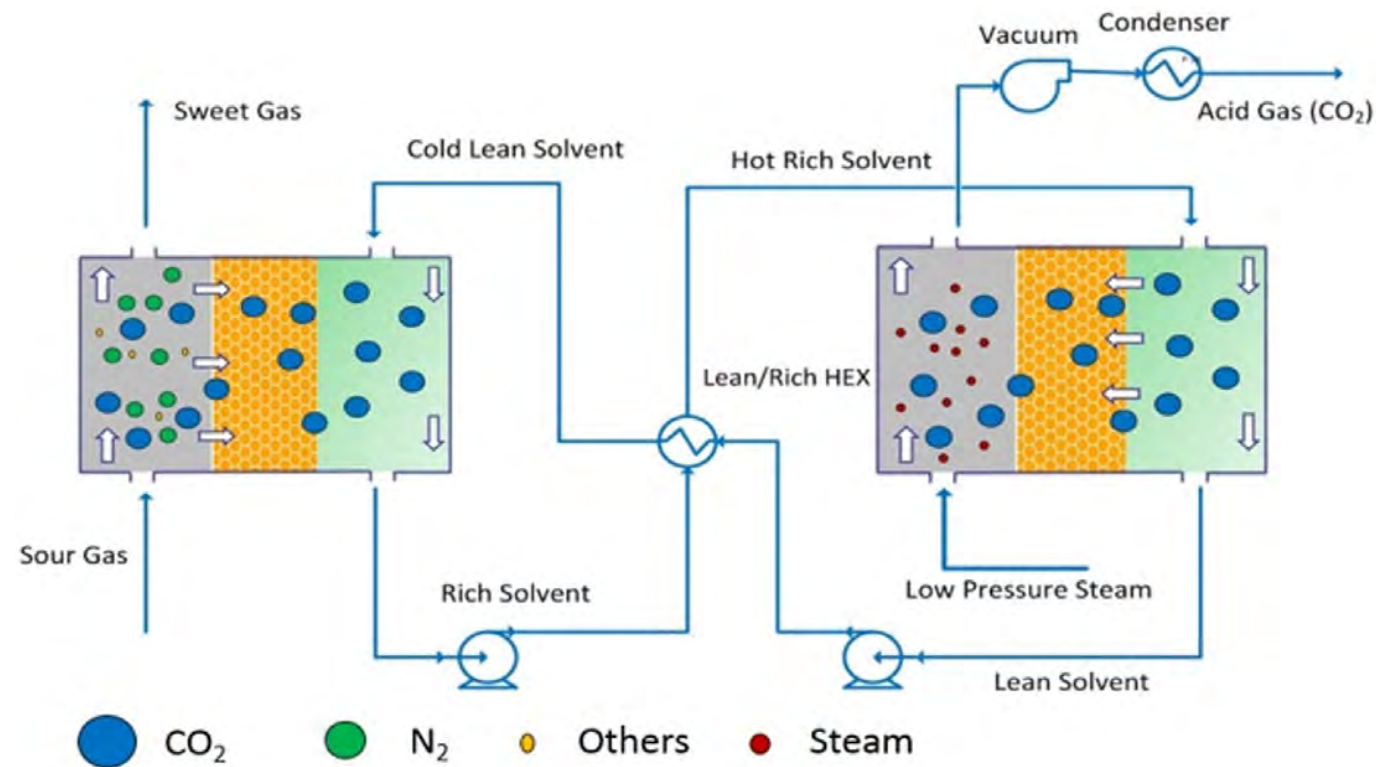 Vacuum
Condenser
Sweet Gas
Acid Gas (CO₂)
Cold Lean Solvent
Hot Rich Solvent
Lean/Rich HEX
Sour Gas
Rich Solvent
Low Pressure Steam
Lean Solvent
CO₂
N₂
Others
Steam